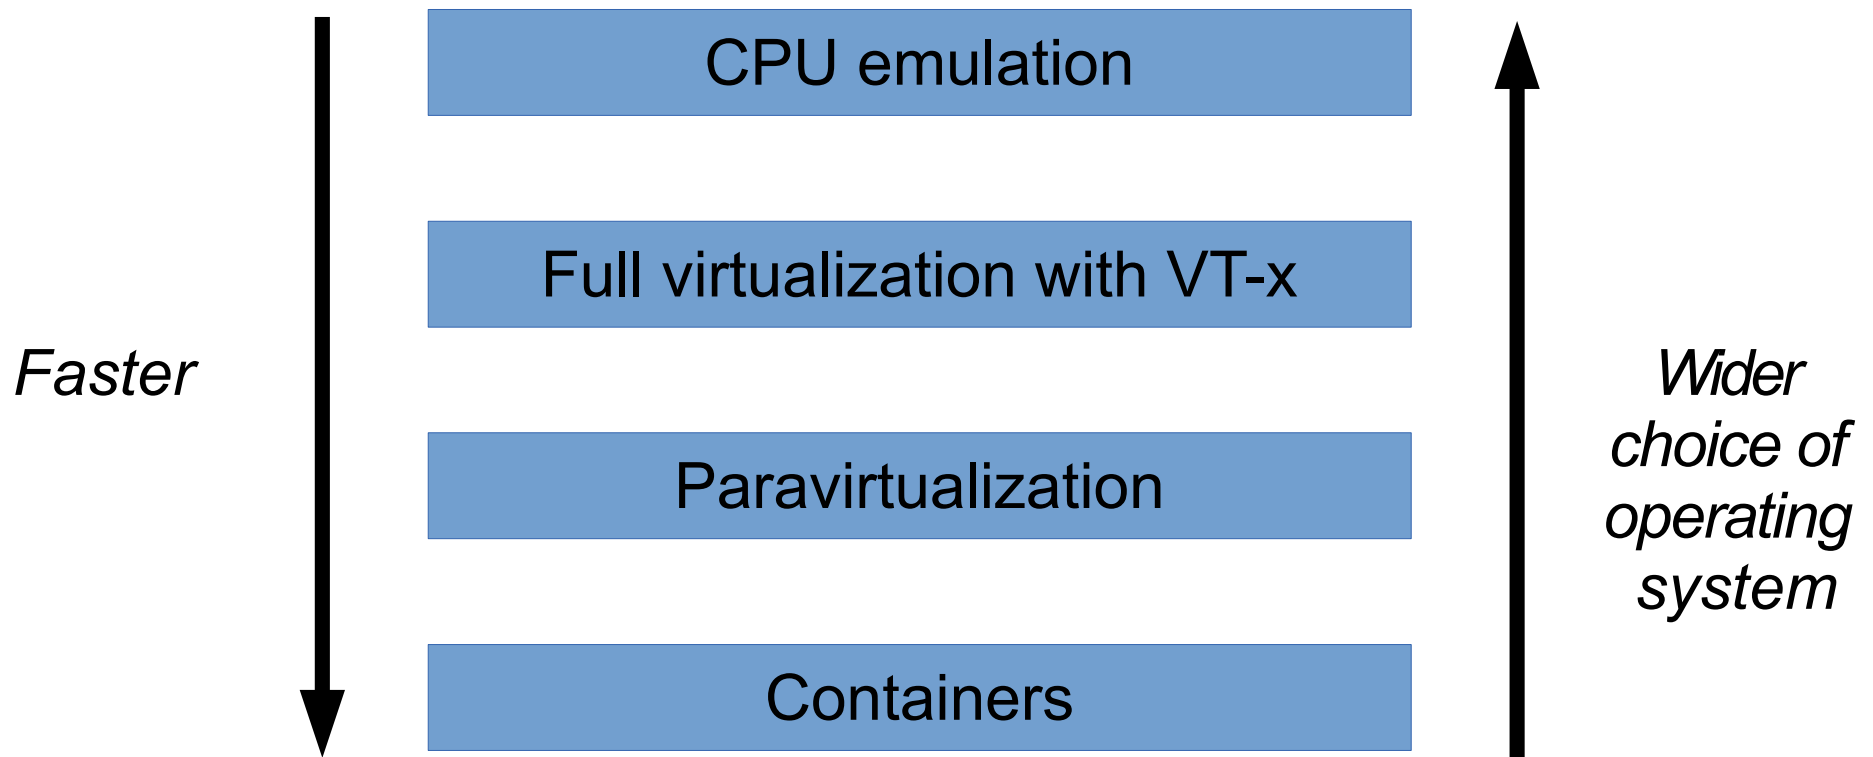 CPU emulation
Full virtualization with VT-x
Faster
Wider
choice of
operating
system
Paravirtualization
Containers